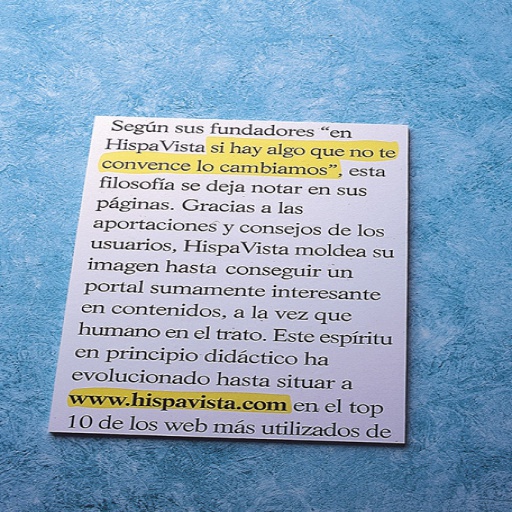 Según sus fundadores “en
HispaVista si hay algo que no te
convence lo cambiamos”, esta
filosofía se deja notar en sus
páginas. Gracias a las
aportaciones y consejos de los
usuarios, HispaVista moldea su
imagen hasta conseguir un
portal sumamente interesante
en contenidos, a la vez que
humano en el trato. Este espíritu
en principio didáctico ha
evolucionado hasta situar a
www.hispavista.com en el top
10 de los web más utilizados de